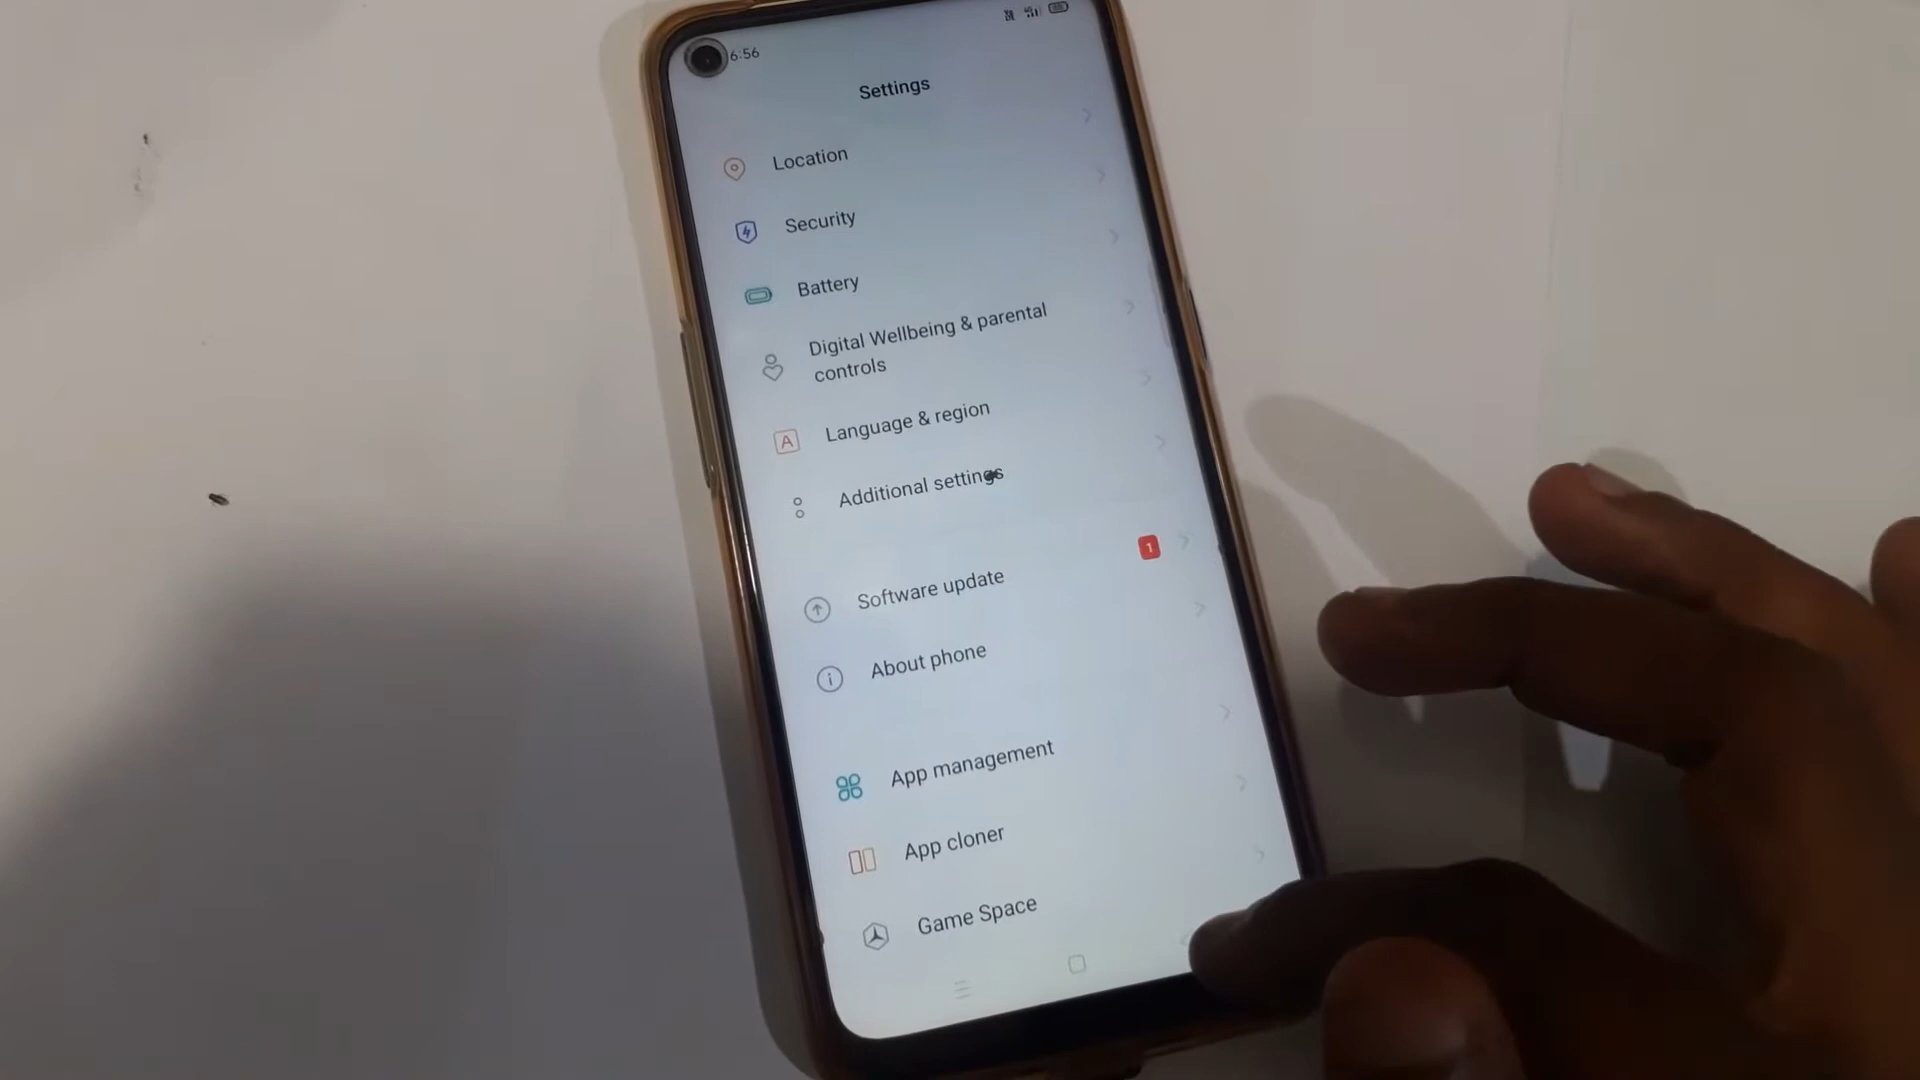 6:56
Settings
Location
Security
Battery
Digital Wellbeing & parental
controls
A
Language & region
Additional settings
Software update
1
About phone
App management
App cloner
Game Space